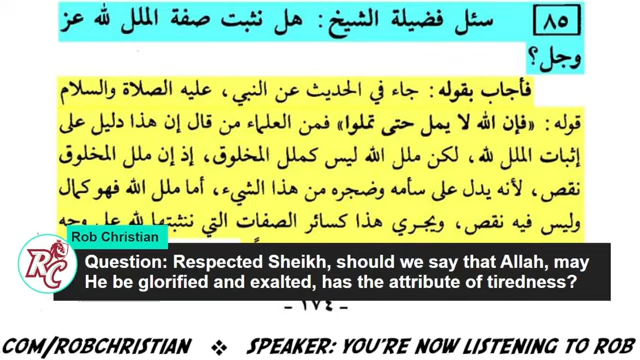 ٨٥ سئل فضيلة الشيخ : هل نثبت صفة الملل لله عز
وجل؟
فأجاب بقوله : جاء في الحديث عن النبي، عليه الصلاة والسلام
قوله : «فإن الله لا يمل حتى تملوا» فمن العلماء من قال إن هذا دليل على
إثبات الملل لله، لكن ملل الله ليس كملل المخلوق، إذ إن ملل المخلوق
نقص، لأنه يدل على سأمه وضجره من هذا الشيء، أما ملل الله فهو كمال
وليس فيه نقص، ويجري هذا كسائر الصفات التي نثبتها لله على وجه
Rob Christian
RC
Question: Respected Sheikh, should we say that Allah, may
He be glorified and exalted, has the attribute of tiredness?
- ١٧٤ -
COM/ROBCHRISTIAN ❖ SPEAKER: YOU'RE NOW LISTENING TO ROB